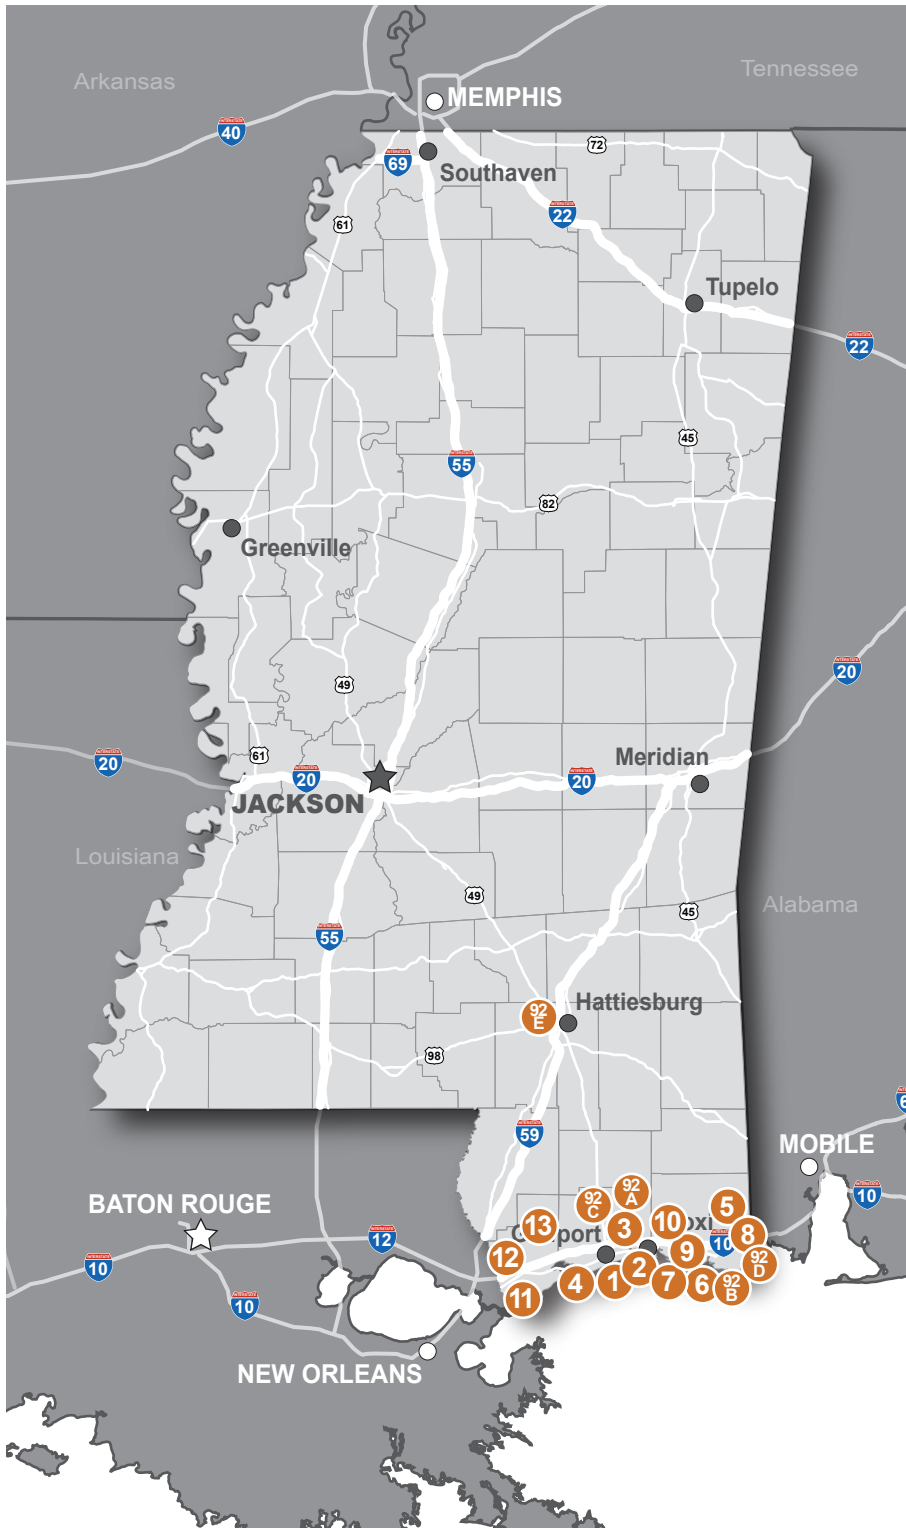 Arkansas
Tennessee
MEMPHIS
40
69
72
Southaven
61
22
Tupelo
22
45
55
82
Greenville
49
20
61
Meridian
20
20
20
JACKSON
Louisiana
49
Alabama
45
55
92
E
Hattiesburg
98
59
MOBILE
10
BATON ROUGE
92
A
92
C
5
10
3
13
10
8
12
9
12
92
D
10
2
4
1
7
6
92
B
11
10
NEW ORLEANS